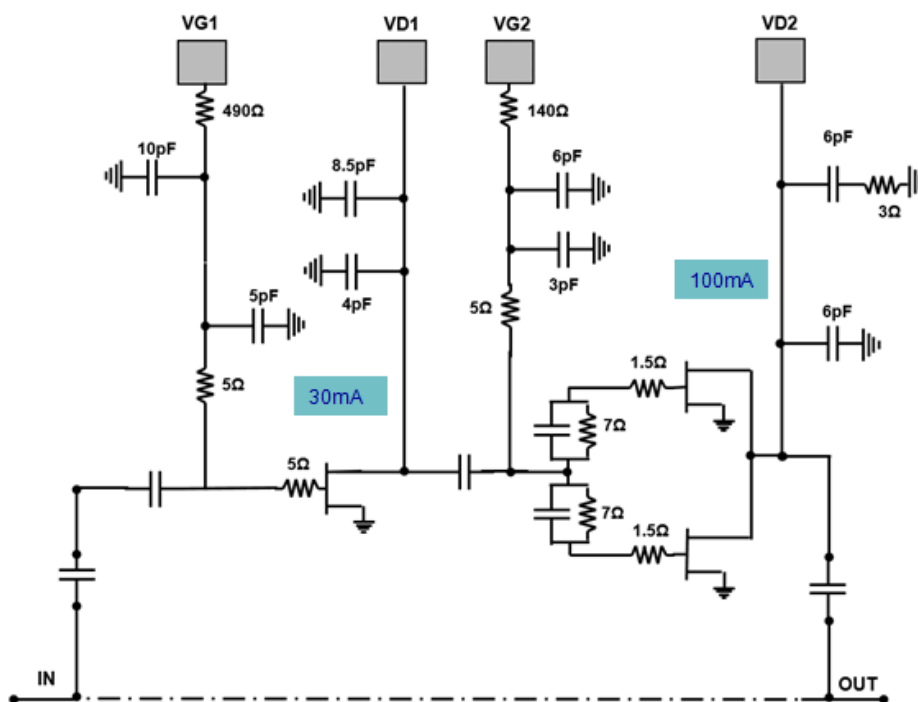 VG1
VD1
VG2
VD2
490Ω
140Ω
10pF
8.5pF
6pF
6pF
3Ω
4pF
3pF
5pF
5Ω
100mA
6pF
5Ω
30mA
1.5Ω
7Ω
5Ω
7Ω
1.5Ω
IN
OUT